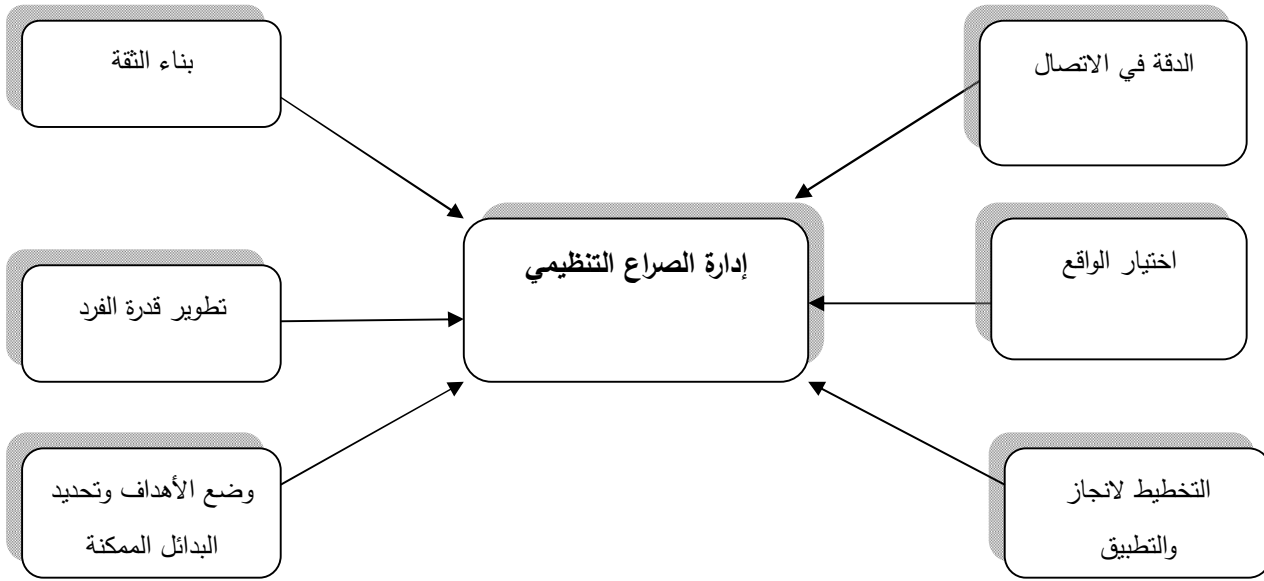 الدقة في الاتصال
بناء الثقة
إدارة الصراع التنظيمي
اختيار الواقع
تطوير قدرة الفرد
التخطيط لانجاز
والتطبيق
وضع الأهداف وتحديد
البدائل الممكنة